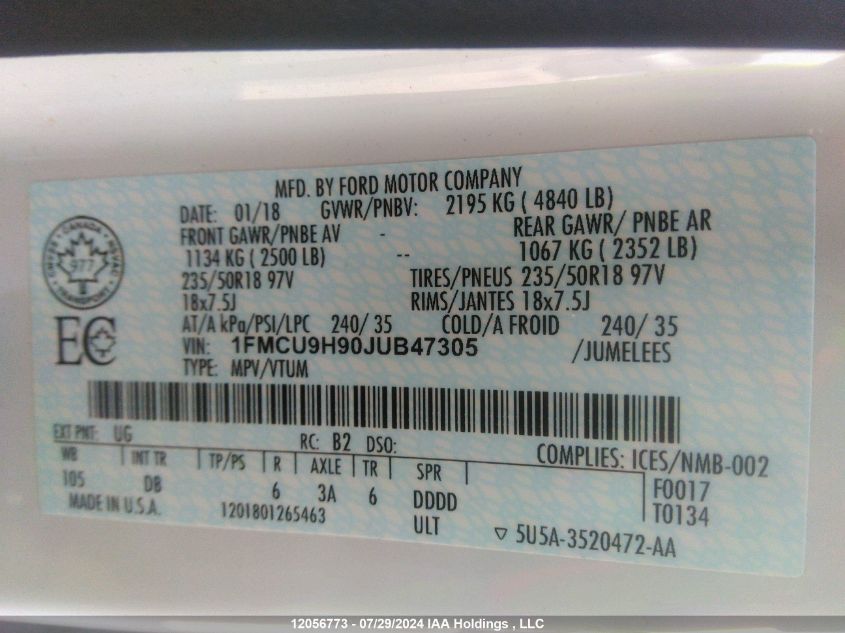 MFD. BY FORD MOTOR COMPANY
DATE: 01/18 GVWR/PNBV: 2195 KG ( 4840 LB)
FRONT GAWR/PNBE AV - REAR GAWR/ PNBE AR
1134 KG ( 2500 LB) -- 1067 KG ( 2352 LB)
235/50R18 97V TIRES/PNEUS 235/50R18 97V
18x7.5J RIMS/JANTES 18x7.5J
AT/A kPa/PSI/LPC 240/ 35 COLD/A FROID 240/ 35
VIN: 1FMCU9H90JUB47305 /JUMELEES
TYPE: MPV/VTUM
CANADA
977
TRANSPORT
EC
EXT PNT: UG RC: B2 DSO: COMPLIES: ICES/NMB-002
WB INT TR TP/PS R AXLE TR SPR F0017
105 DB 6 3A 6 DDDD T0134
MADE IN U.S.A. 1201801265463 ULT ▽ 5U5A-3520472-AA
12056773 - 07/29/2024 IAA Holdings , LLC